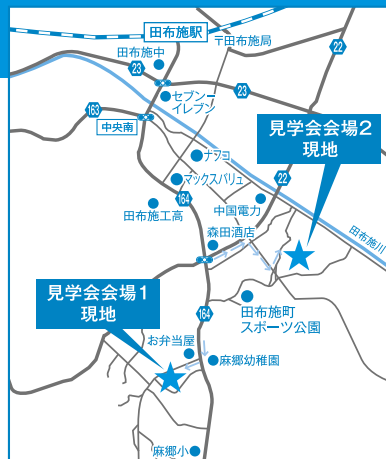 田布施駅
〒田布施局
田布施中
22
23
セブンー
イレブン
23
163
中央南
見学会会場2
現地
ナフコ
マックスバリュ
22
164
中国電力
田布施工高
森田酒店
田布施川
見学会会場1
現地
田布施町
スポーツ公園
164
お弁当屋
麻郷幼稚園
麻郷小